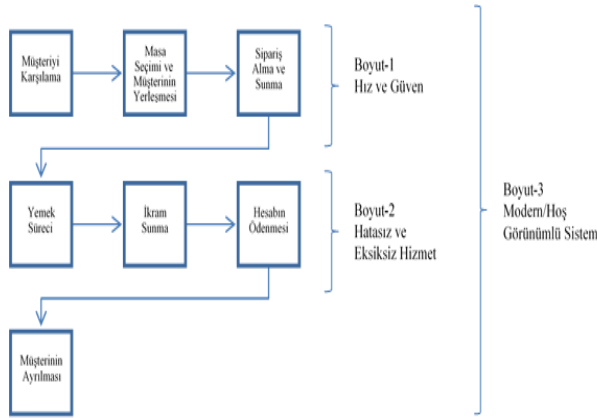 Müşteriyi
Karşılama
Masa
Seçimi ve
Müşterinin
Yerleşmesi
Sipariş
Alma ve
Sunma
Boyut-1
Hız ve Güven
Yemek
Süreci
İkram
Sunma
Hesabın
Ödenmesi
Boyut-2
Hatasız ve
Eksiksiz Hizmet
Boyut-3
Modern/Hoş
Görünümlü Sistem
Müşterinin
Ayrılması